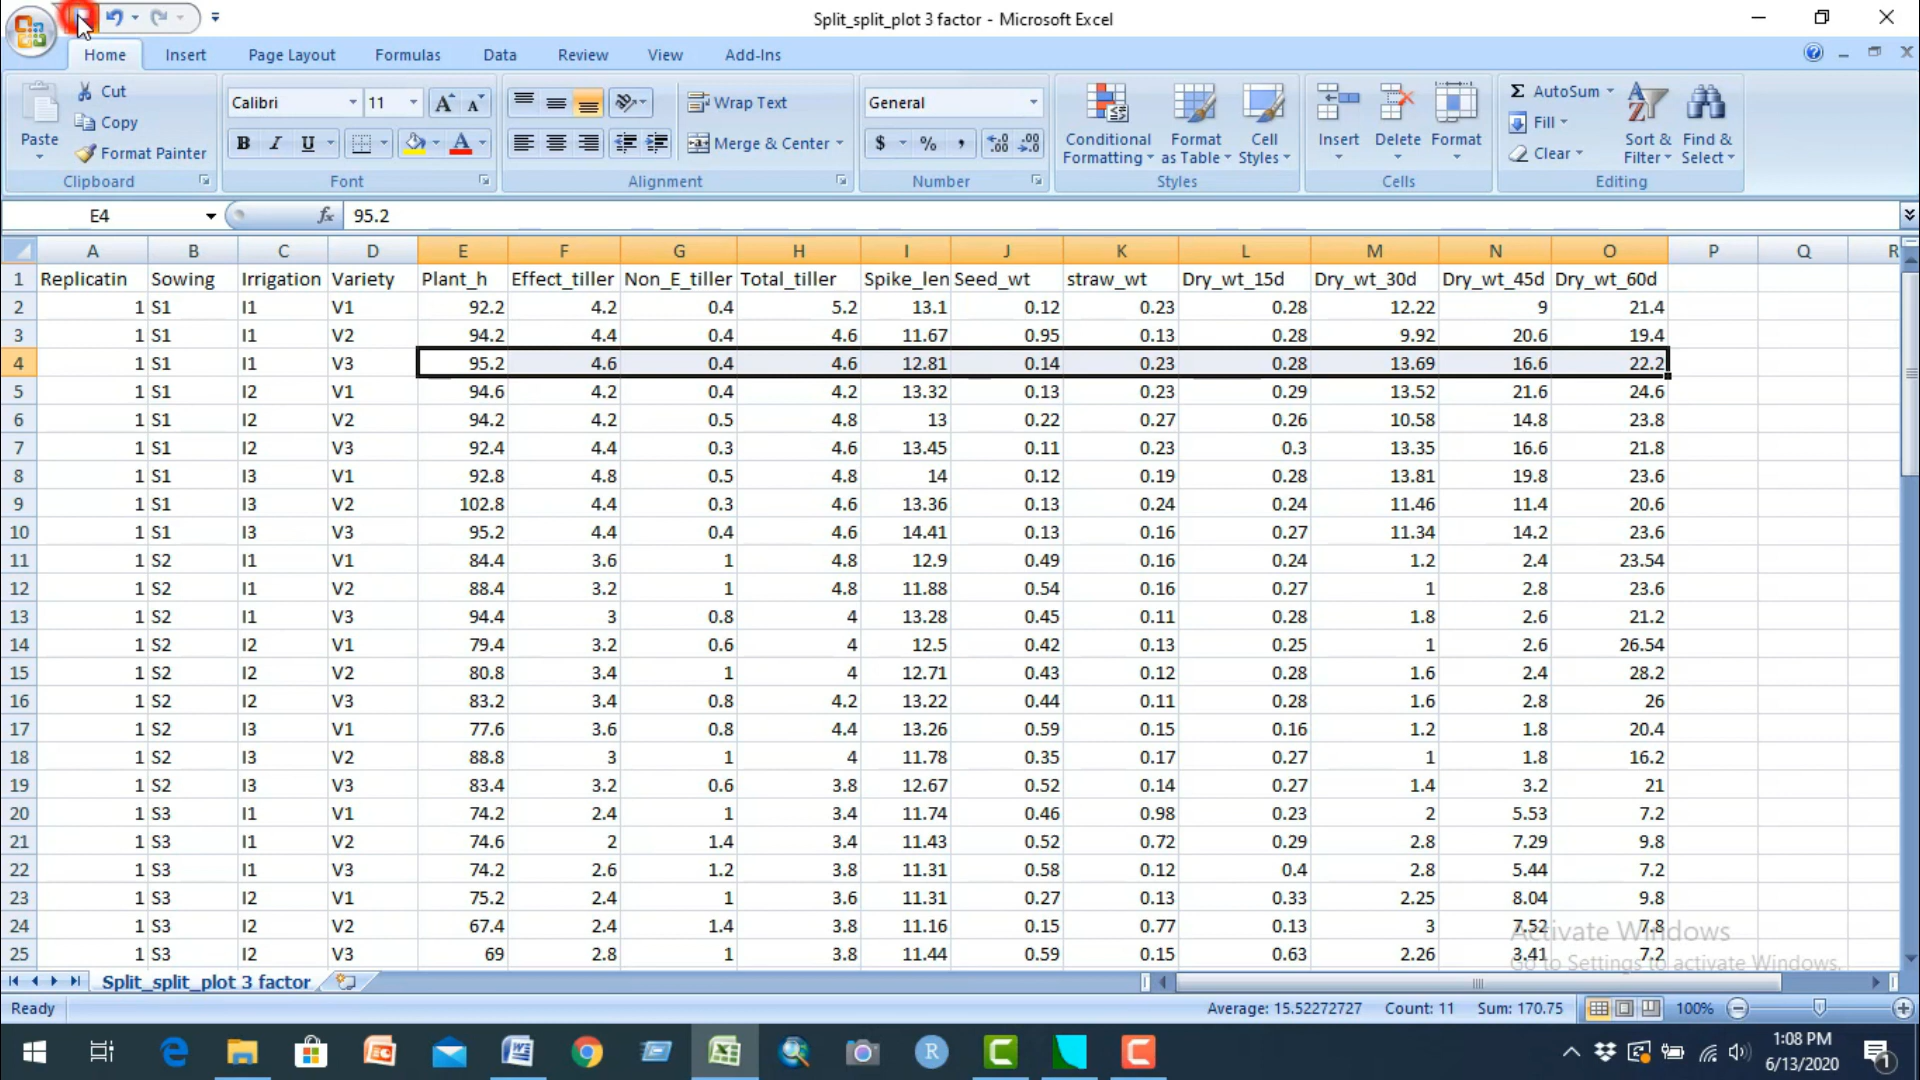 Split_split_plot 3 factor - Microsoft Excel
Home Insert Page Layout Formulas Data Review View Add-Ins
Paste Cut Copy Format Painter Clipboard
Calibri 11 B I U Font
Wrap Text Merge & Center Alignment
General $ % , Number
Conditional Formatting Format as Table Cell Styles Styles
Insert Delete Format Cells
Σ AutoSum Fill Clear Sort & Filter Find & Select Editing
E4 fx 95.2
A B C D E F G H I J K L M N O P Q R
1 Replicatin Sowing Irrigation Variety Plant_h Effect_tiller Non_E_tiller Total_tiller Spike_len Seed_wt straw_wt Dry_wt_15d Dry_wt_30d Dry_wt_45d Dry_wt_60d
2 1 S1 I1 V1 92.2 4.2 0.4 5.2 13.1 0.12 0.23 0.28 12.22 9 21.4
3 1 S1 I1 V2 94.2 4.4 0.4 4.6 11.67 0.95 0.13 0.28 9.92 20.6 19.4
4 1 S1 I1 V3 95.2 4.6 0.4 4.6 12.81 0.14 0.23 0.28 13.69 16.6 22.2
5 1 S1 I2 V1 94.6 4.2 0.4 4.2 13.32 0.13 0.23 0.29 13.52 21.6 24.6
6 1 S1 I2 V2 94.2 4.2 0.5 4.8 13 0.22 0.27 0.26 10.58 14.8 23.8
7 1 S1 I2 V3 92.4 4.4 0.3 4.6 13.45 0.11 0.23 0.3 13.35 16.6 21.8
8 1 S1 I3 V1 92.8 4.8 0.5 4.8 14 0.12 0.19 0.28 13.81 19.8 23.6
9 1 S1 I3 V2 102.8 4.4 0.3 4.6 13.36 0.13 0.24 0.24 11.46 11.4 20.6
10 1 S1 I3 V3 95.2 4.4 0.4 4.6 14.41 0.13 0.16 0.27 11.34 14.2 23.6
11 1 S2 I1 V1 84.4 3.6 1 4.8 12.9 0.49 0.16 0.24 1.2 2.4 23.54
12 1 S2 I1 V2 88.4 3.2 1 4.8 11.88 0.54 0.16 0.27 1 2.8 23.6
13 1 S2 I1 V3 94.4 3 0.8 4 13.28 0.45 0.11 0.28 1.8 2.6 21.2
14 1 S2 I2 V1 79.4 3.2 0.6 4 12.5 0.42 0.13 0.25 1 2.6 26.54
15 1 S2 I2 V2 80.8 3.4 1 4 12.71 0.43 0.12 0.28 1.6 2.4 28.2
16 1 S2 I2 V3 83.2 3.4 0.8 4.2 13.22 0.44 0.11 0.28 1.6 2.8 26
17 1 S2 I3 V1 77.6 3.6 0.8 4.4 13.26 0.59 0.15 0.16 1.2 1.8 20.4
18 1 S2 I3 V2 88.8 3 1 4 11.78 0.35 0.17 0.27 1 1.8 16.2
19 1 S2 I3 V3 83.4 3.2 0.6 3.8 12.67 0.52 0.14 0.27 1.4 3.2 21
20 1 S3 I1 V1 74.2 2.4 1 3.4 11.74 0.46 0.98 0.23 2 5.53 7.2
21 1 S3 I1 V2 74.6 2 1.4 3.4 11.43 0.52 0.72 0.29 2.8 7.29 9.8
22 1 S3 I1 V3 74.2 2.6 1.2 3.8 11.31 0.58 0.12 0.4 2.8 5.44 7.2
23 1 S3 I2 V1 75.2 2.4 1 3.6 11.31 0.27 0.13 0.33 2.25 8.04 9.8
24 1 S3 I2 V2 67.4 2.4 1.4 3.8 11.16 0.15 0.77 0.13 3 7.52 7.8
25 1 S3 I2 V3 69 2.8 1 3.8 11.44 0.59 0.15 0.63 2.26 3.41 7.2
Activate Windows
Go to Settings to activate Windows.
Split_split_plot 3 factor
Ready Average: 15.52272727 Count: 11 Sum: 170.75 100%
1:08 PM
6/13/2020
1